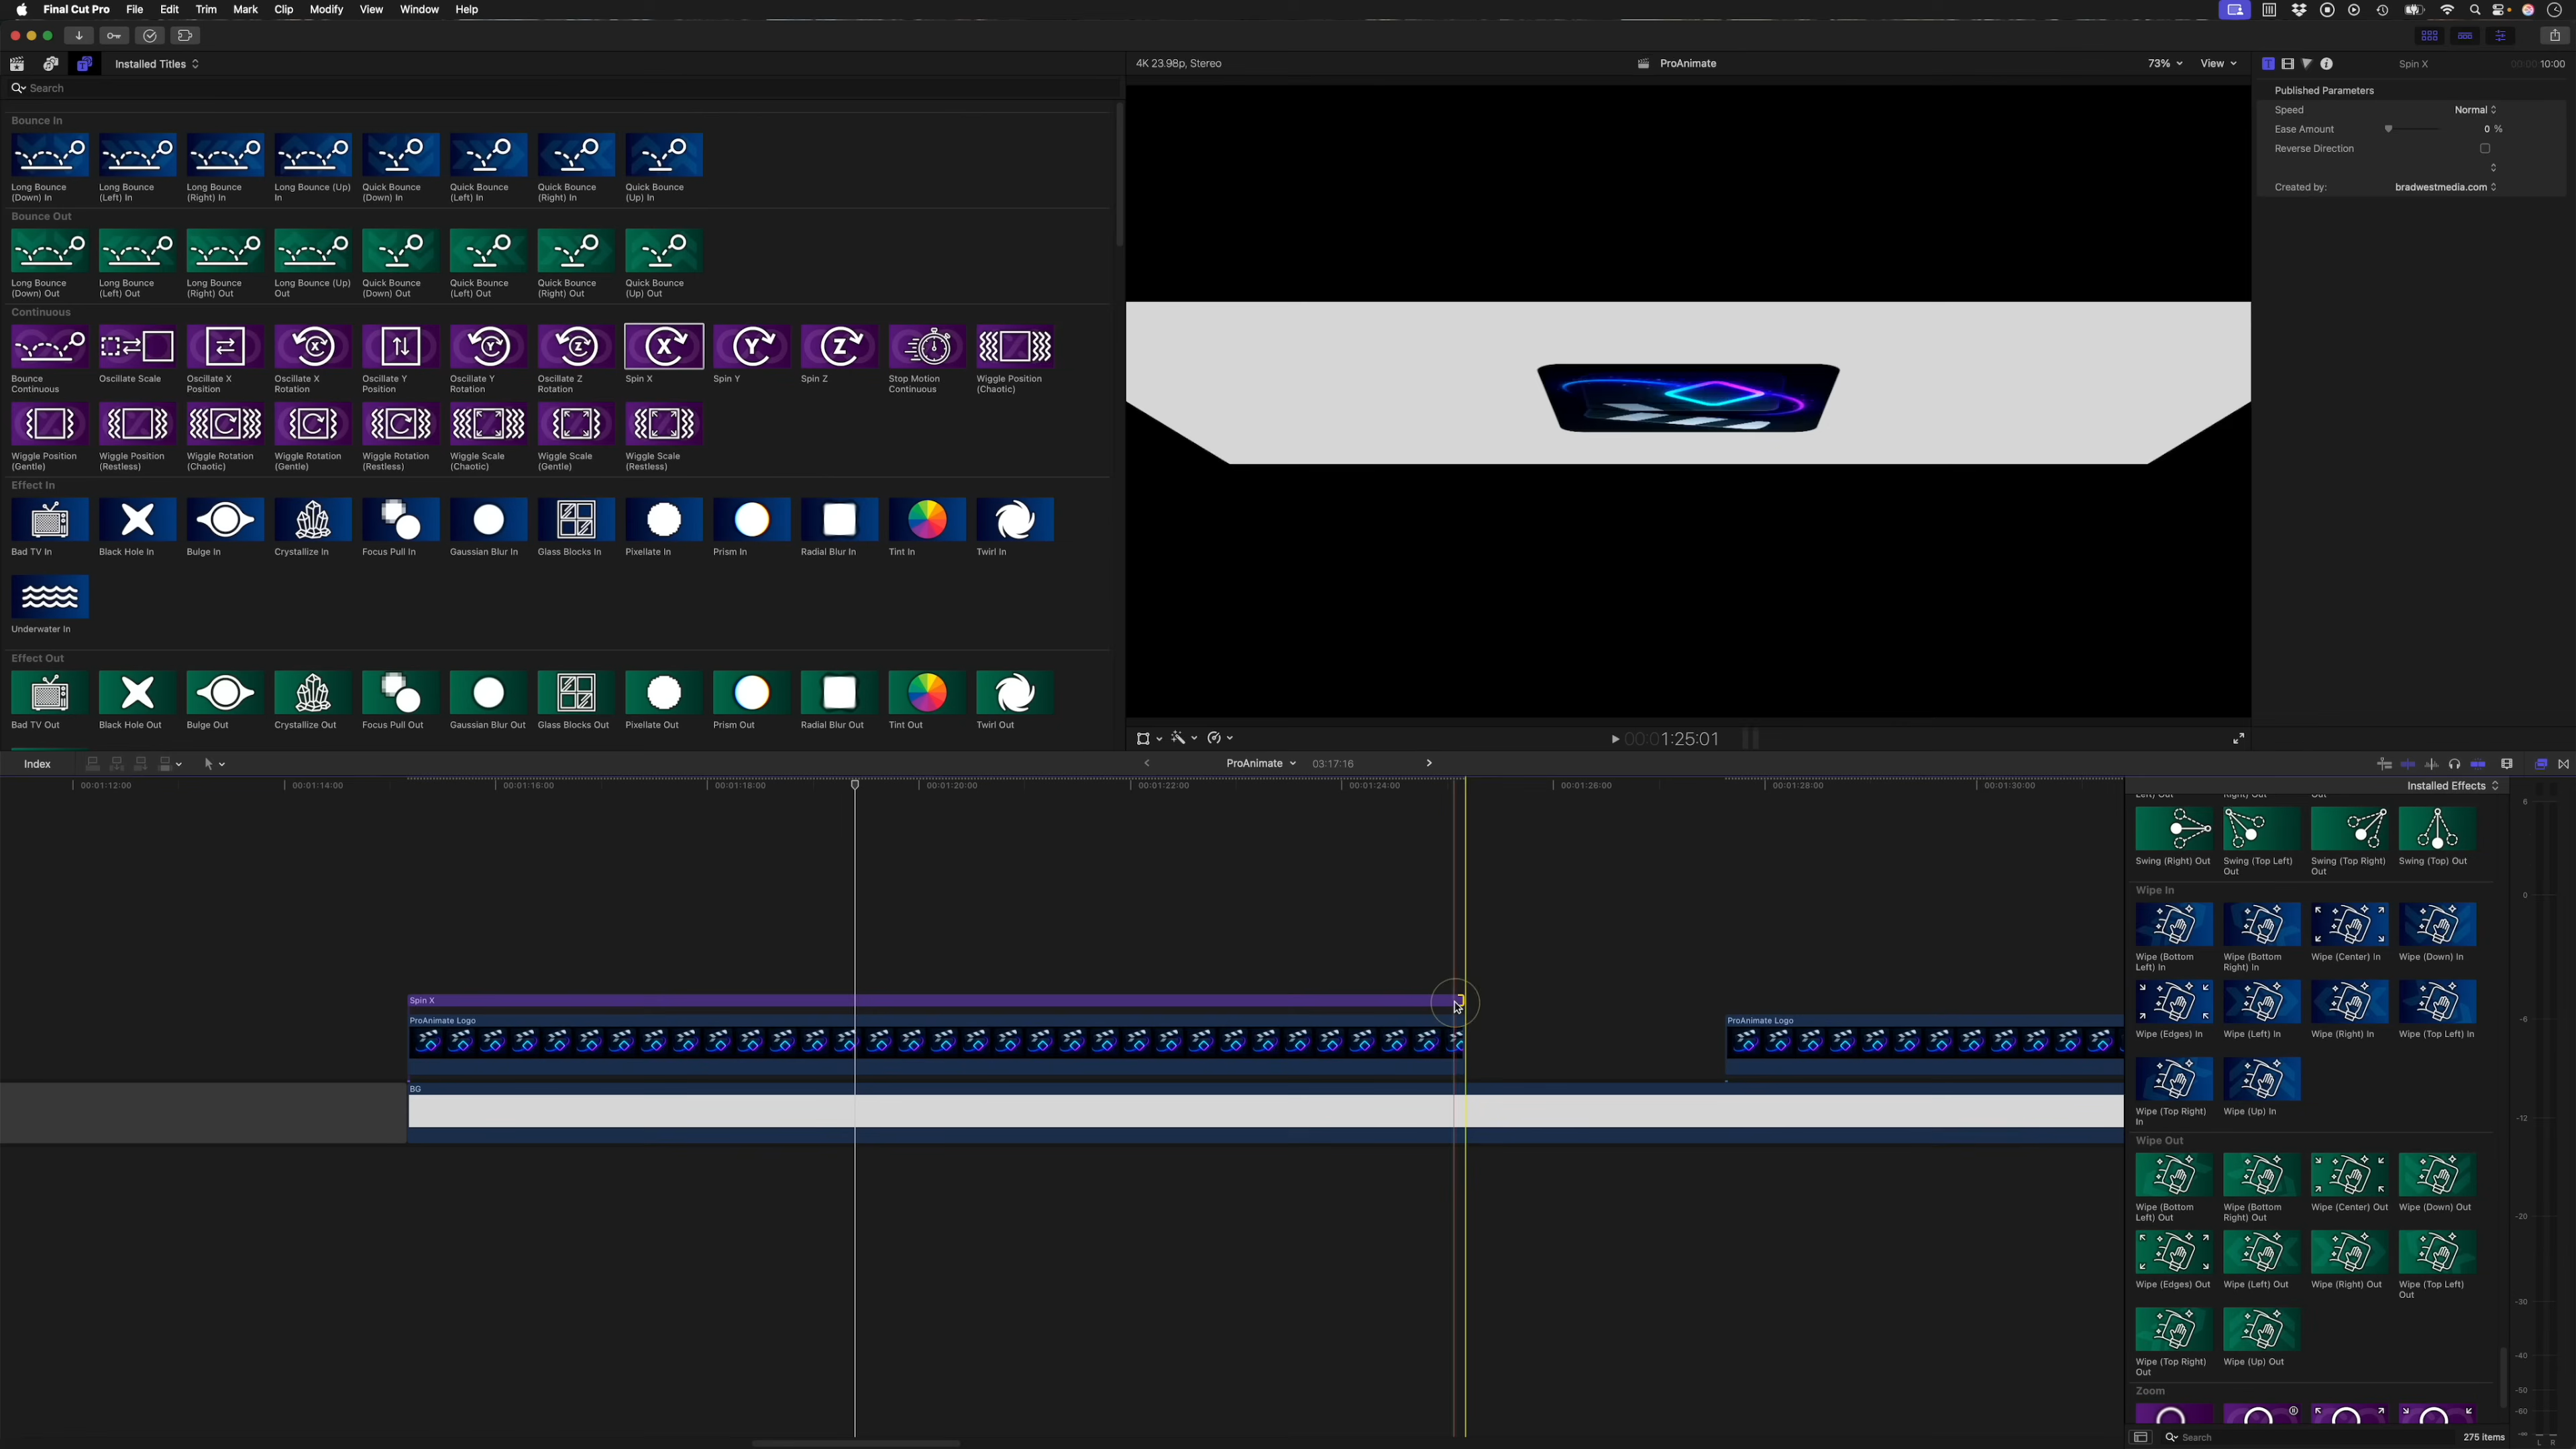 Final Cut Pro File Edit Trim Mark Clip Modify View Window Help
Installed Titles
4K 23.98p, Stereo
ProAnimate
73%
View
Spin X
00:00:10:00
Search
Published Parameters
Speed
Normal
Ease Amount
0 %
Reverse Direction
Created by:
bradwestmedia.com
Bounce In
Long Bounce (Down) In
Long Bounce (Left) In
Long Bounce (Right) In
Long Bounce (Up) In
Quick Bounce (Down) In
Quick Bounce (Left) In
Quick Bounce (Right) In
Quick Bounce (Up) In
Bounce Out
Long Bounce (Down) Out
Long Bounce (Left) Out
Long Bounce (Right) Out
Long Bounce (Up) Out
Quick Bounce (Down) Out
Quick Bounce (Left) Out
Quick Bounce (Right) Out
Quick Bounce (Up) Out
Continuous
X
Y
Z
X
Y
Z
Bounce Continuous
Oscillate Scale
Oscillate X Position
Oscillate X Rotation
Oscillate Y Position
Oscillate Y Rotation
Oscillate Z Rotation
Spin X
Spin Y
Spin Z
Stop Motion Continuous
Wiggle Position (Chaotic)
Wiggle Position (Gentle)
Wiggle Position (Restless)
Wiggle Rotation (Chaotic)
Wiggle Rotation (Gentle)
Wiggle Rotation (Restless)
Wiggle Scale (Chaotic)
Wiggle Scale (Gentle)
Wiggle Scale (Restless)
Effect In
Bad TV In
Black Hole In
Bulge In
Crystallize In
Focus Pull In
Gaussian Blur In
Glass Blocks In
Pixellate In
Prism In
Radial Blur In
Tint In
Twirl In
Underwater In
Effect Out
Bad TV Out
Black Hole Out
Bulge Out
Crystallize Out
Focus Pull Out
Gaussian Blur Out
Glass Blocks Out
Pixellate Out
Prism Out
Radial Blur Out
Tint Out
Twirl Out
00:01:25:01
Index
ProAnimate
03:17:16
00:01:12:00
00:01:14:00
00:01:16:00
00:01:18:00
00:01:20:00
00:01:22:00
00:01:24:00
00:01:26:00
00:01:28:00
00:01:30:00
Spin X
ProAnimate Logo
ProAnimate Logo
BG
Installed Effects
Left) Out
Right) Out
Swing (Right) Out
Swing (Top Left) Out
Swing (Top Right) Out
Swing (Top) Out
Wipe In
Wipe (Bottom Left) In
Wipe (Bottom Right) In
Wipe (Center) In
Wipe (Down) In
Wipe (Edges) In
Wipe (Left) In
Wipe (Right) In
Wipe (Top Left) In
Wipe (Top Right) In
Wipe (Up) In
Wipe Out
Wipe (Bottom Left) Out
Wipe (Bottom Right) Out
Wipe (Center) Out
Wipe (Down) Out
Wipe (Edges) Out
Wipe (Left) Out
Wipe (Right) Out
Wipe (Top Left) Out
Wipe (Top Right) Out
Wipe (Up) Out
Zoom
Search
275 items
6
0
-6
-12
-20
-30
-40
-50
-60
-∞
L R